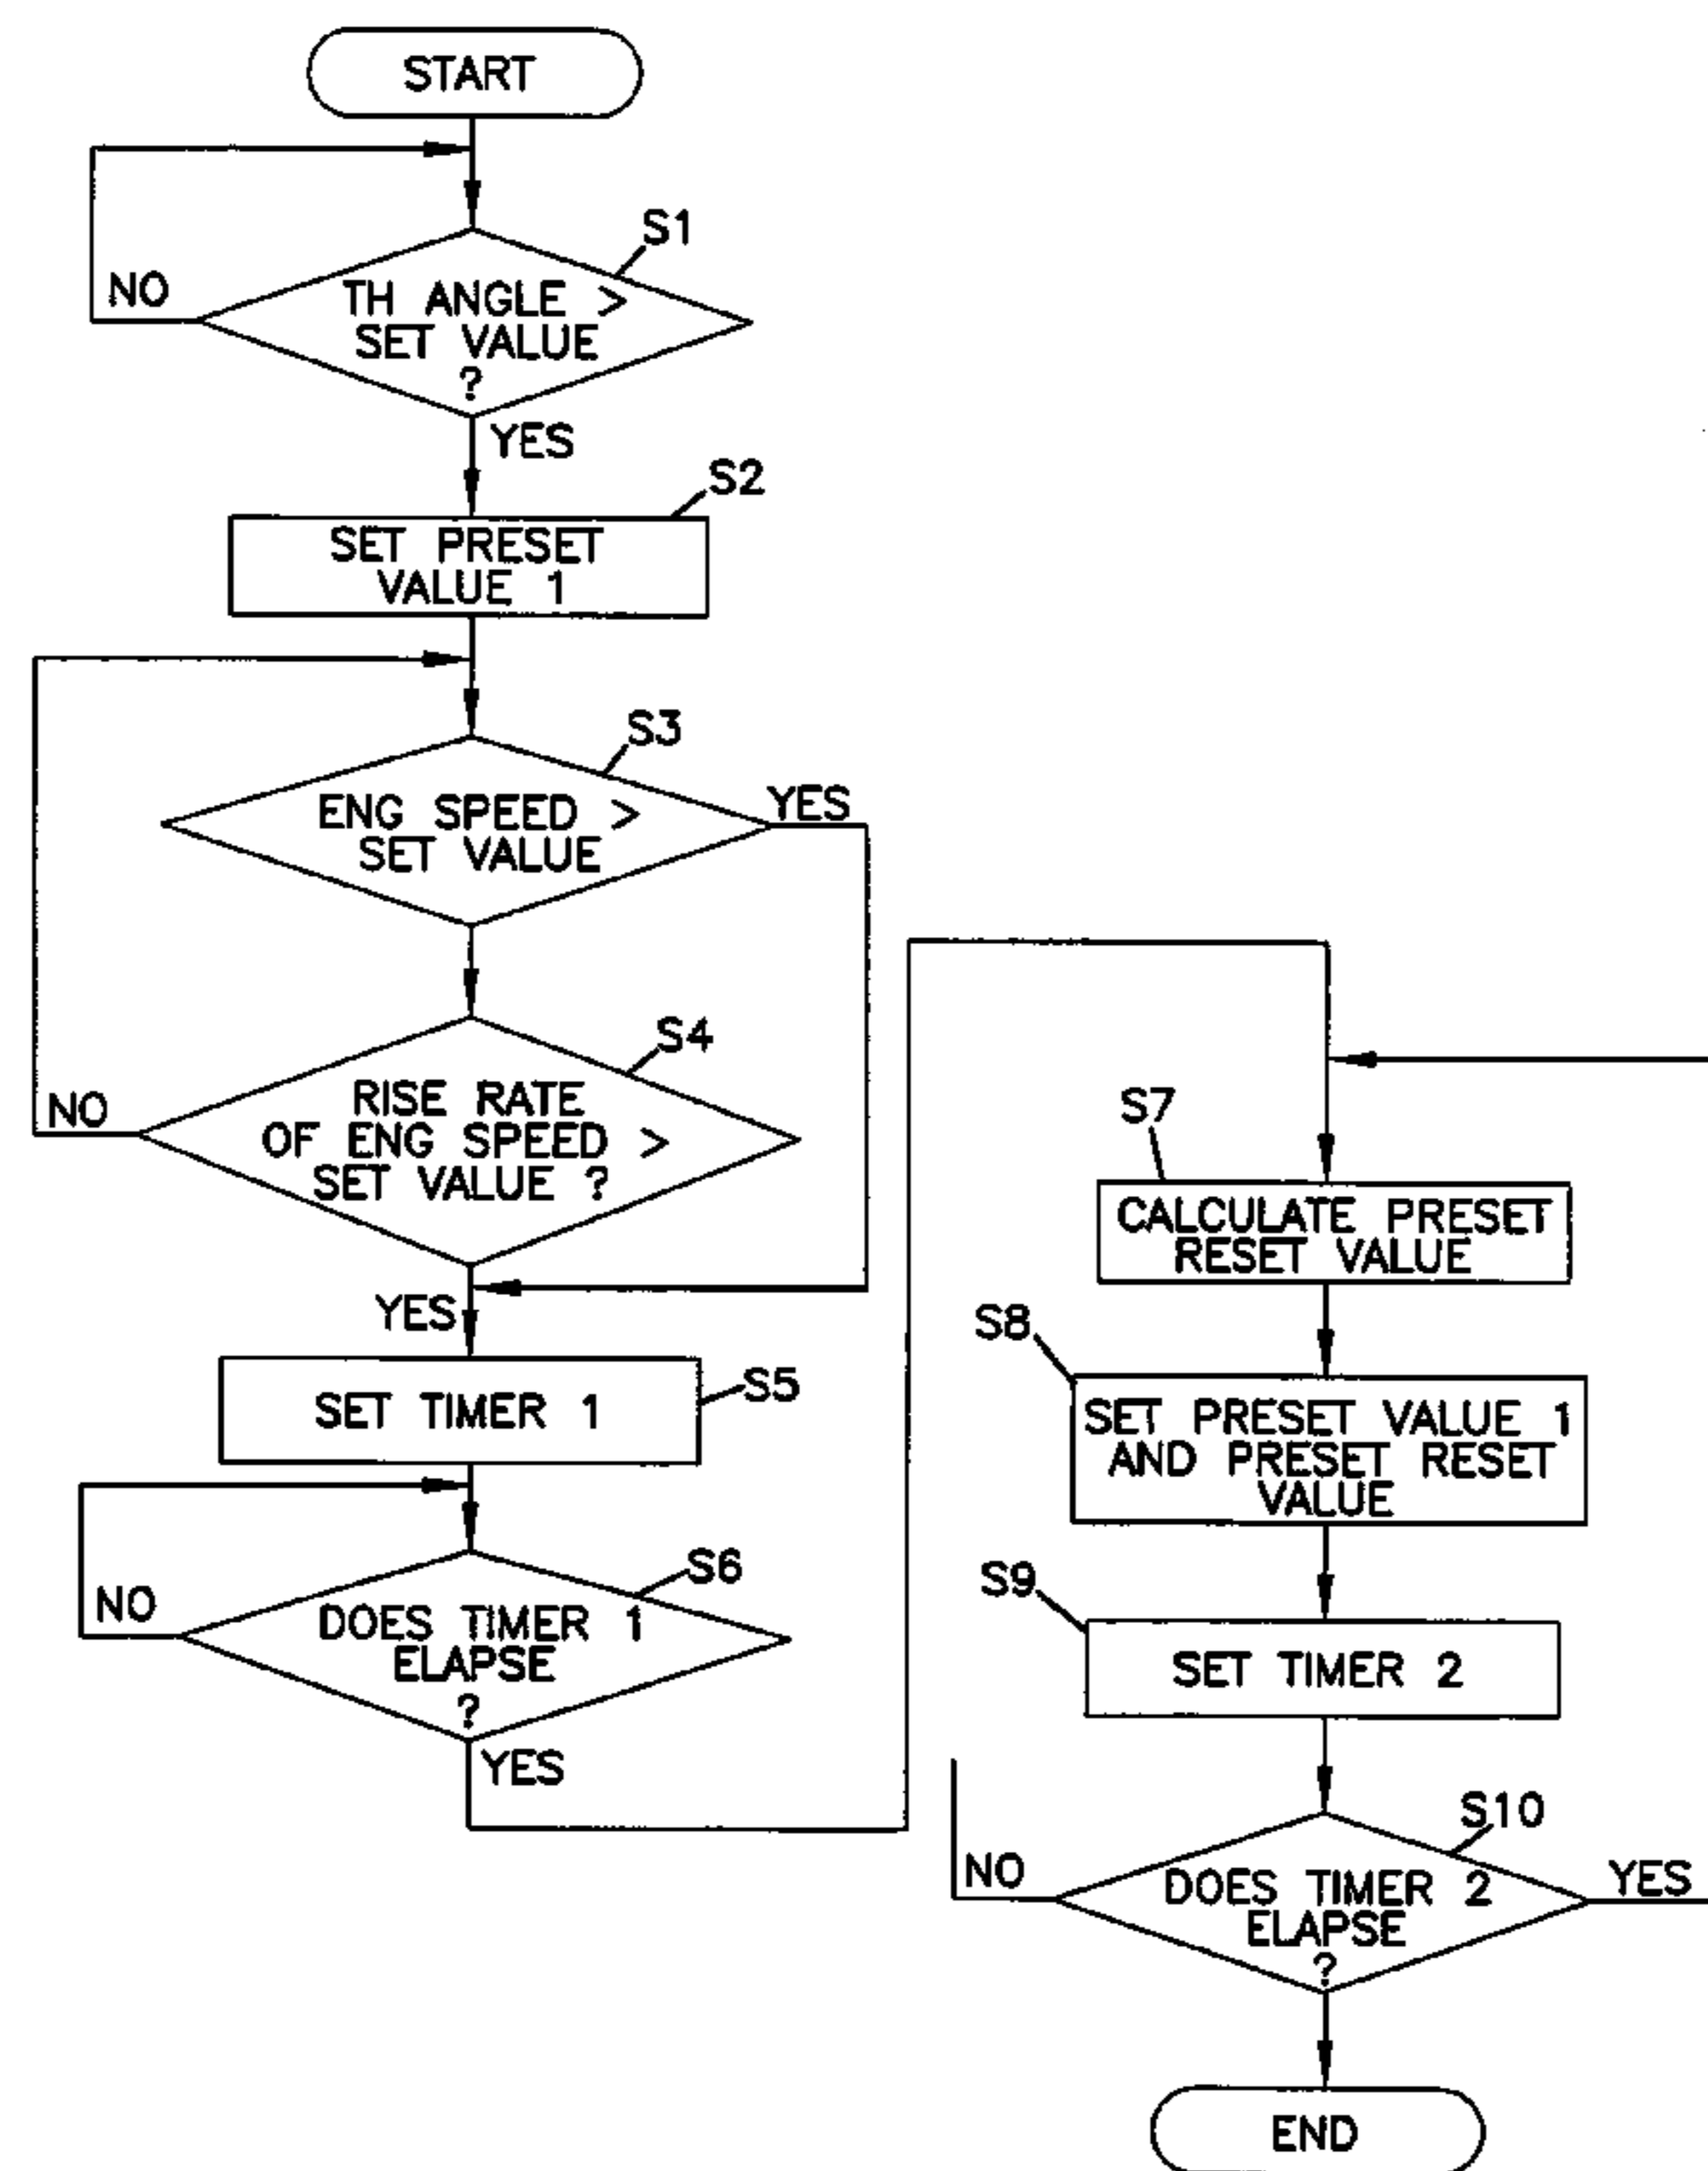 START
S1
NO
TH ANGLE >
SET VALUE
?
YES
S2
SET PRESET
VALUE 1
S3
ENG SPEED >
SET VALUE
YES
S4
NO
RISE RATE
OF ENG SPEED >
SET VALUE ?
YES
S5
SET TIMER 1
S6
NO
DOES TIMER 1
ELAPSE
?
YES
S7
CALCULATE PRESET
RESET VALUE
S8
SET PRESET VALUE 1
AND PRESET RESET
VALUE
S9
SET TIMER 2
S10
NO
DOES TIMER 2
ELAPSE
?
YES
END